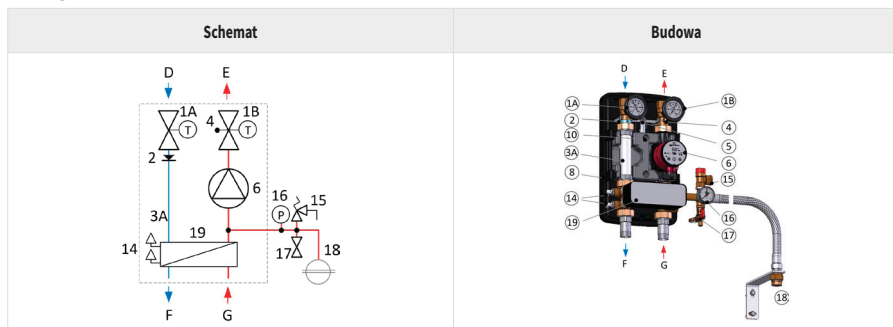 Schemat
Budowa
D E
1A 1B
4
T T
2
6
16 15
P
3A
14 19
17 18
F G
D E
1A 1B
2 4
10 5
3A 6
8 15
14 16
19 17
F G
18